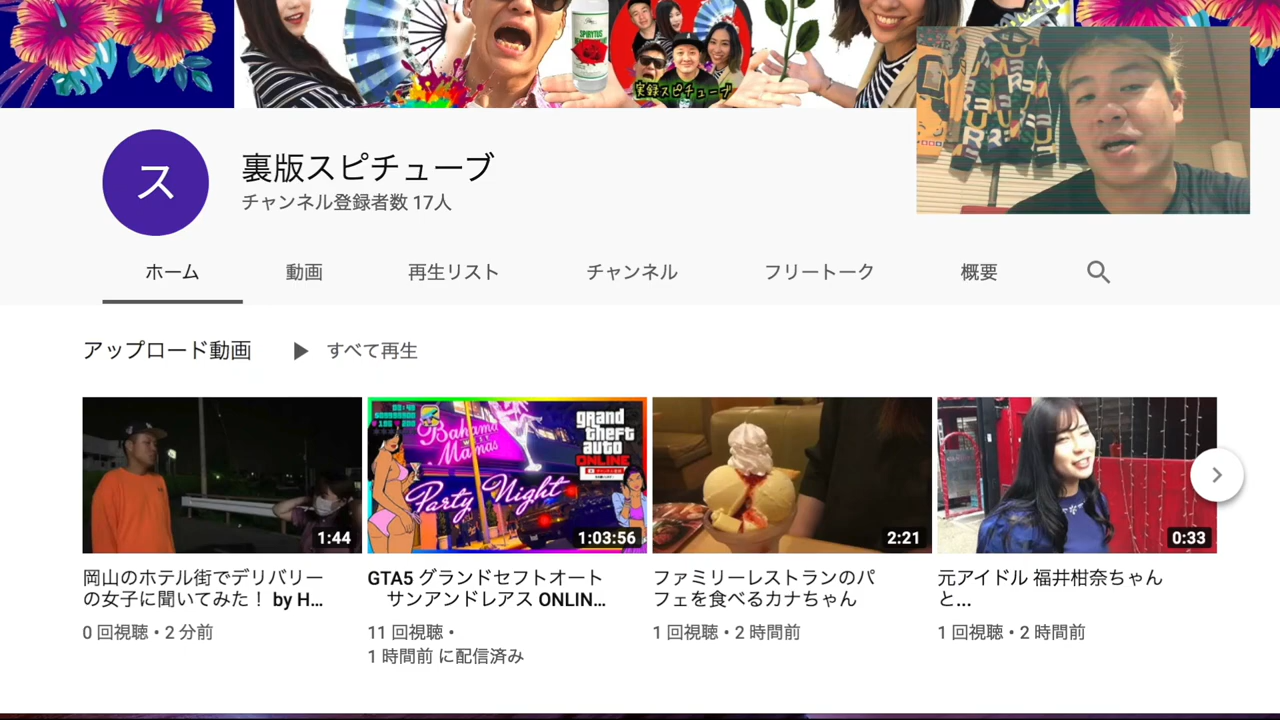 SPIRYTUS
実録スピチューブ
ス
裏版スピチューブ
チャンネル登録者数 17人
ホーム
動画
再生リスト
チャンネル
フリートーク
概要
アップロード動画
すべて再生
1:44
Bahama
Mamas
Party Night
grand
theft
auto
ONLINE
1:03:56
2:21
0:33
岡山のホテル街でデリバリー
の女子に聞いてみた！ by H...
0 回視聴・2 分前
GTA5 グランドセフトオート
サンアンドレアス ONLIN...
11 回視聴・
1 時間前 に配信済み
ファミリーレストランのパ
フェを食べるカナちゃん
1 回視聴・2 時間前
元アイドル 福井柑奈ちゃん
と...
1 回視聴・2 時間前